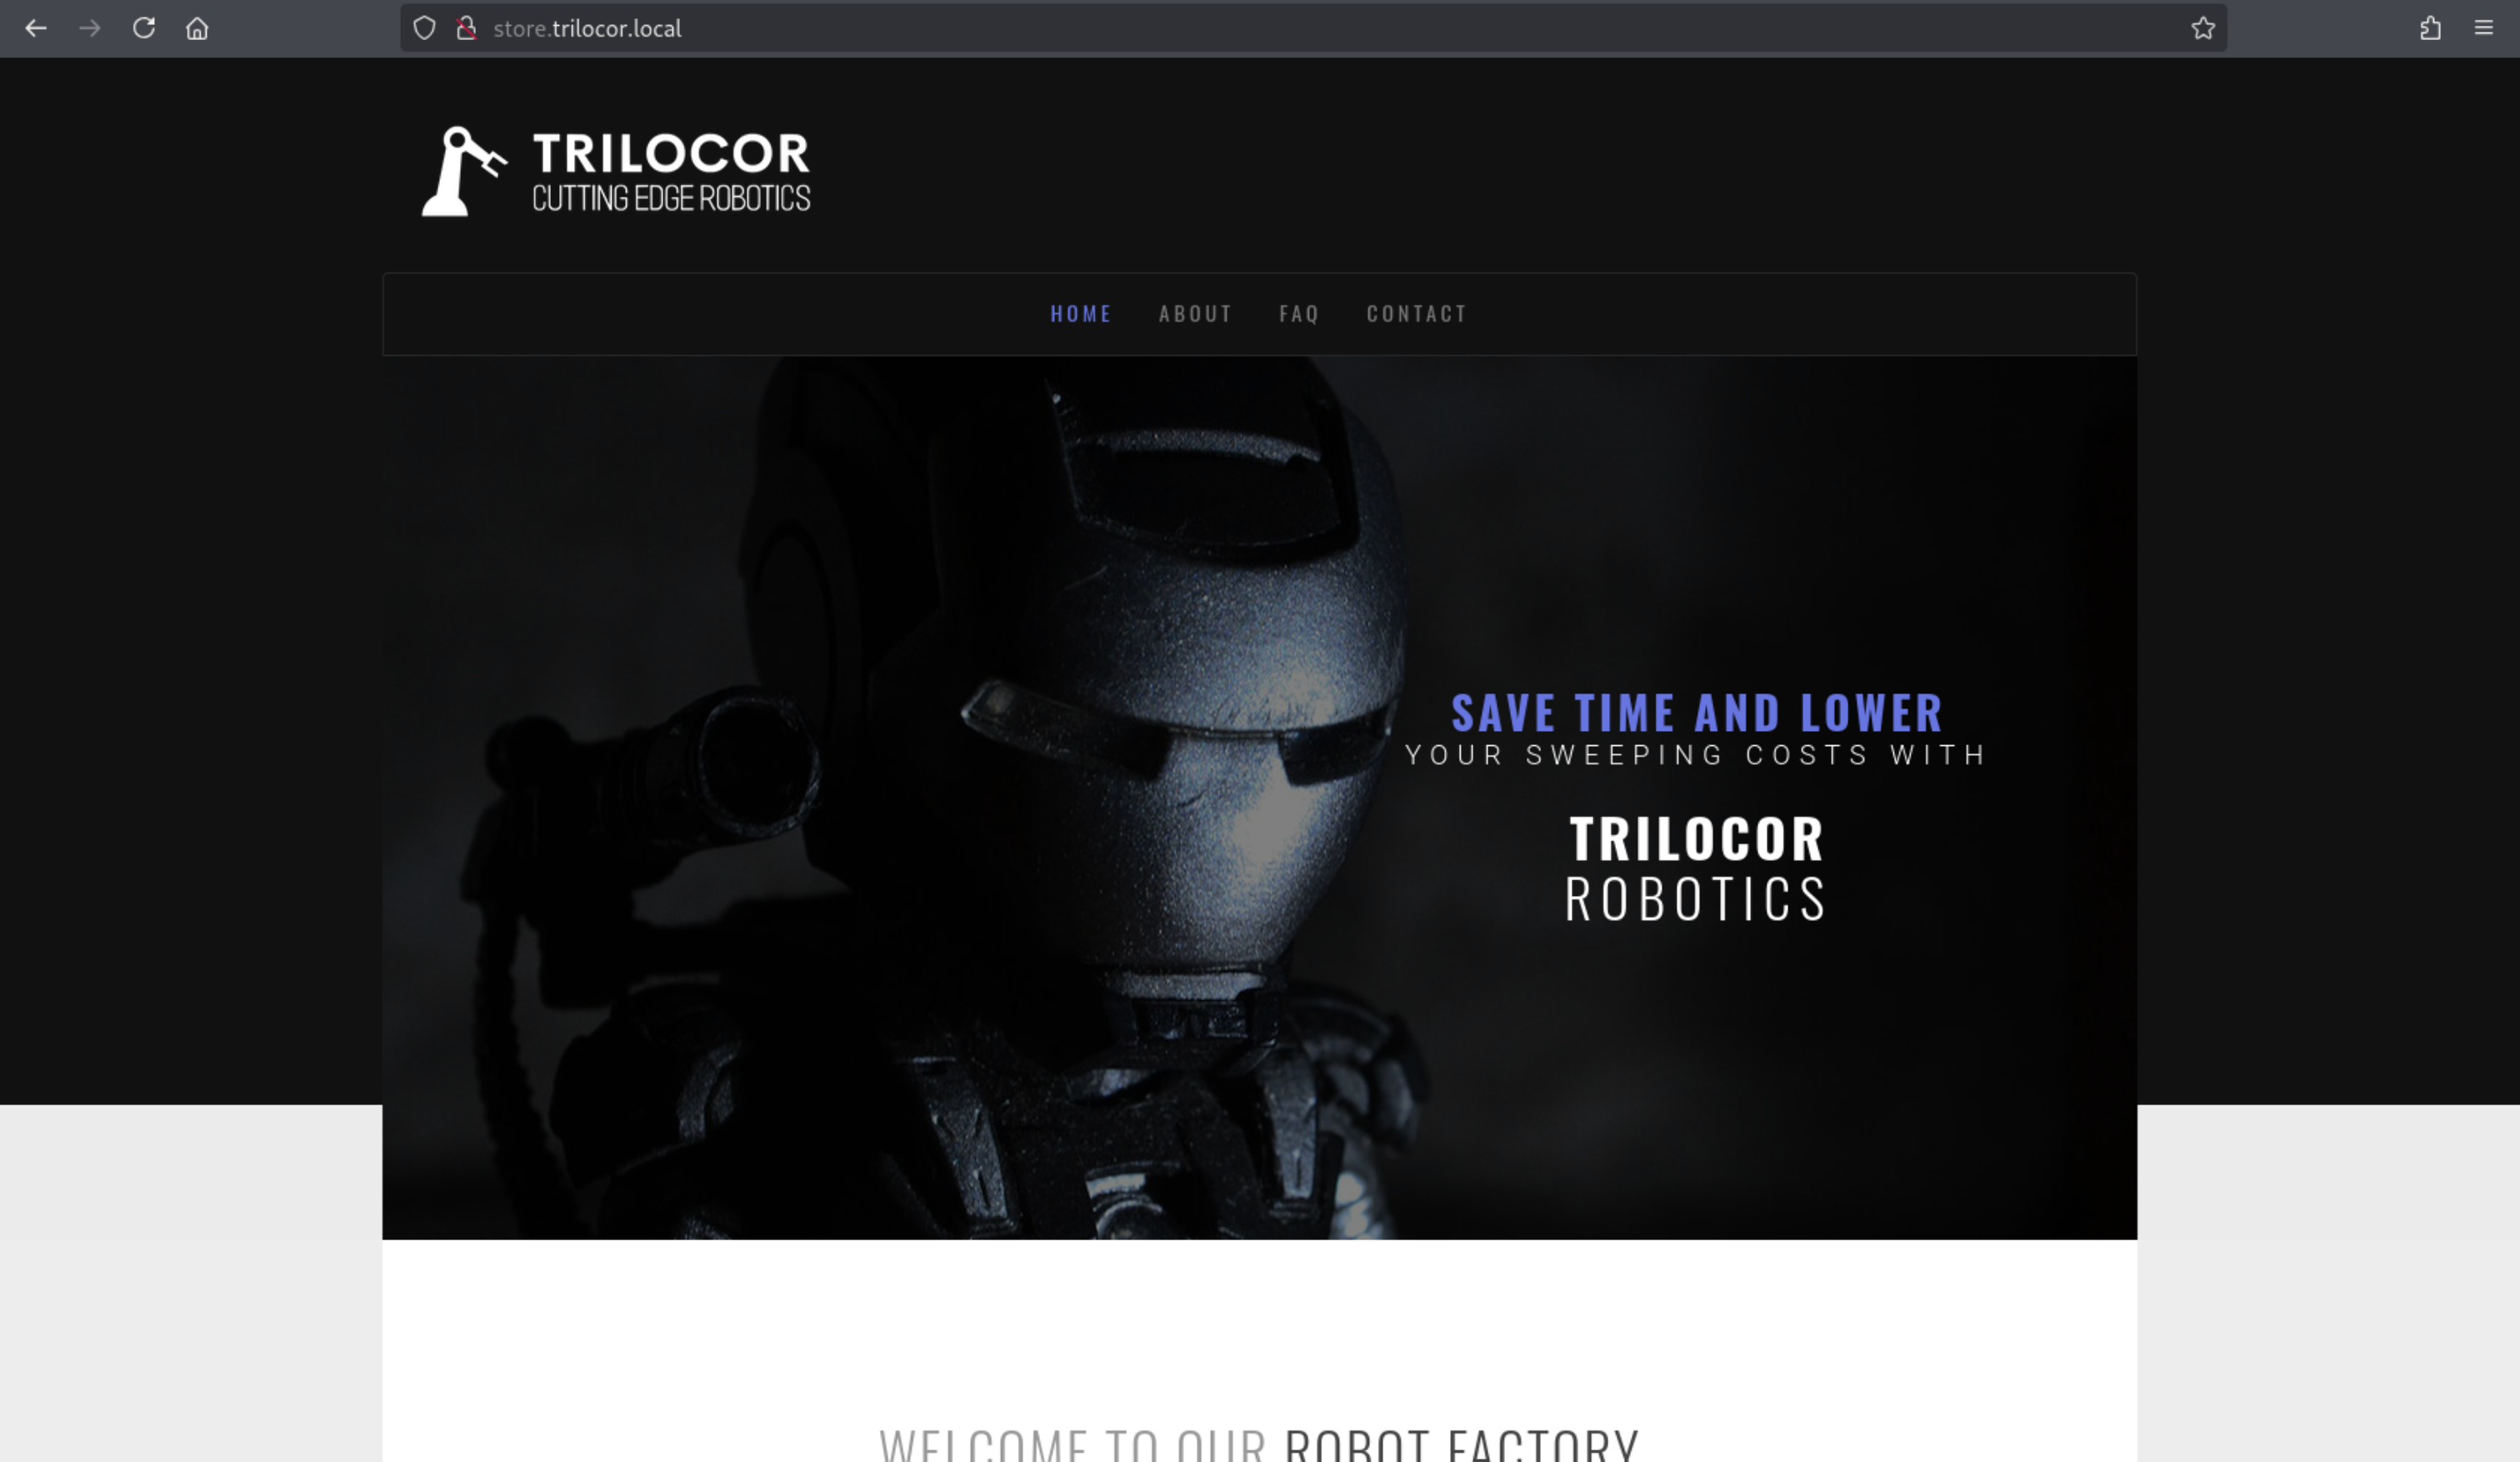 store.trilocor.local
TRILOCOR
CUTTING EDGE ROBOTICS
HOME ABOUT FAQ CONTACT
SAVE TIME AND LOWER
YOUR SWEEPING COSTS WITH
TRILOCOR
ROBOTICS
WELCOME TO OUR ROBOT FACTORY